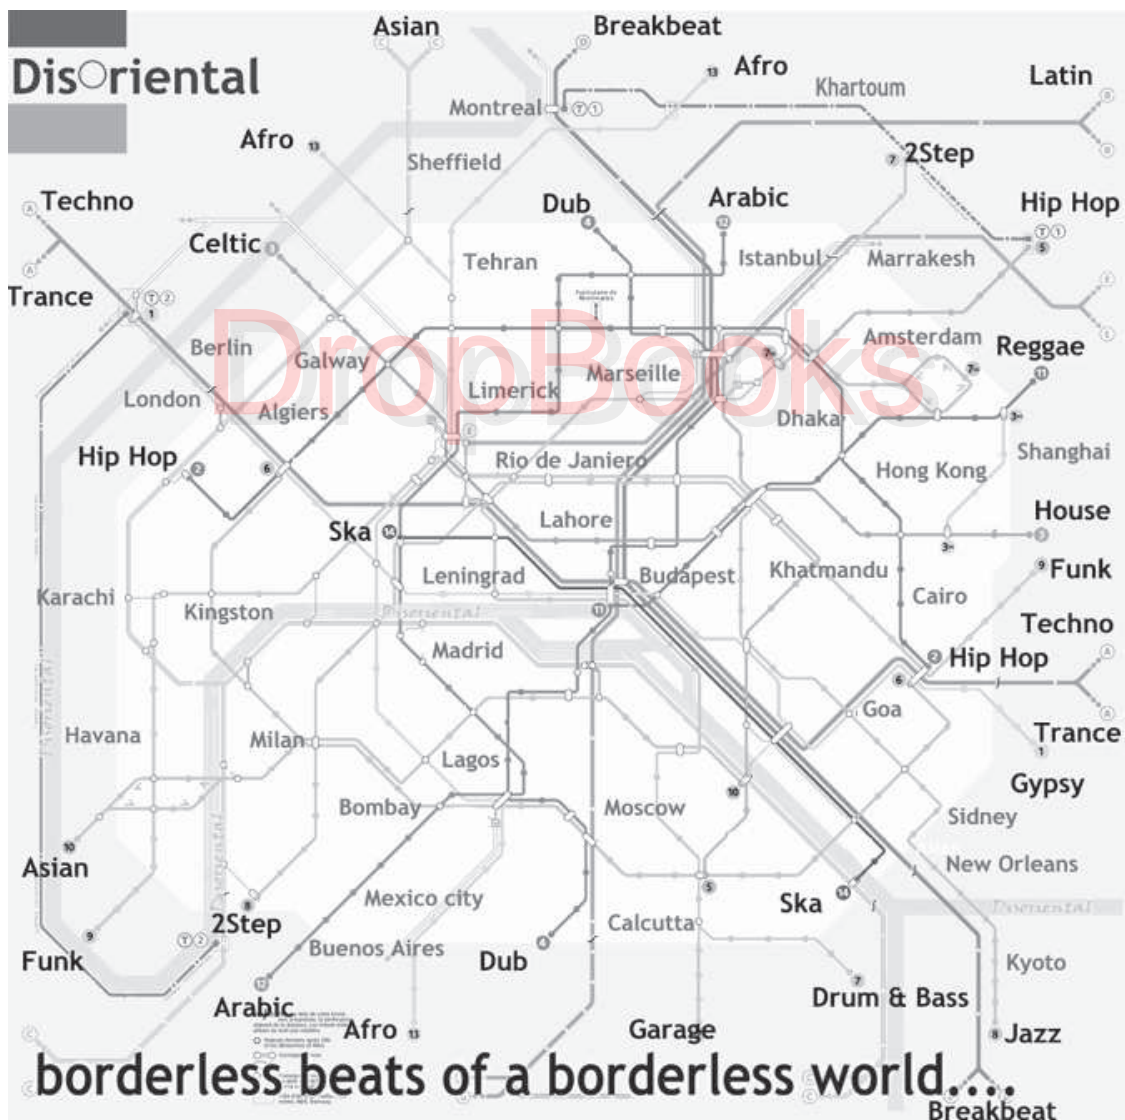 Asian
Breakbeat
DisOriental
Afro
Latin
Khartoum
Montreal
Afro
Sheffield
2Step
Techno
Dub
Arabic
Hip Hop
Celtic
Tehran
Istanbul
Marrakesh
Trance
Berlin
Galway
Marseille
Amsterdam
Reggae
DropBooks
Limerick
London
Algiers
Dhaka
Hip Hop
Rio de Janiero
Hong Kong
Shanghai
Ska
Lahore
House
Leningrad
Budapest
Khatmandu
Funk
Karachi
Kingston
Cairo
Techno
Madrid
Hip Hop
Goa
Havana
Milan
Trance
Lagos
Gypsy
Bombay
Moscow
Sidney
Asian
New Orleans
Mexico city
Ska
2Step
Calcutta
Funk
Buenos Aires
Dub
Kyoto
Arabic
Drum & Bass
Afro
Garage
Jazz
borderless beats of a borderless world....
Breakbeat